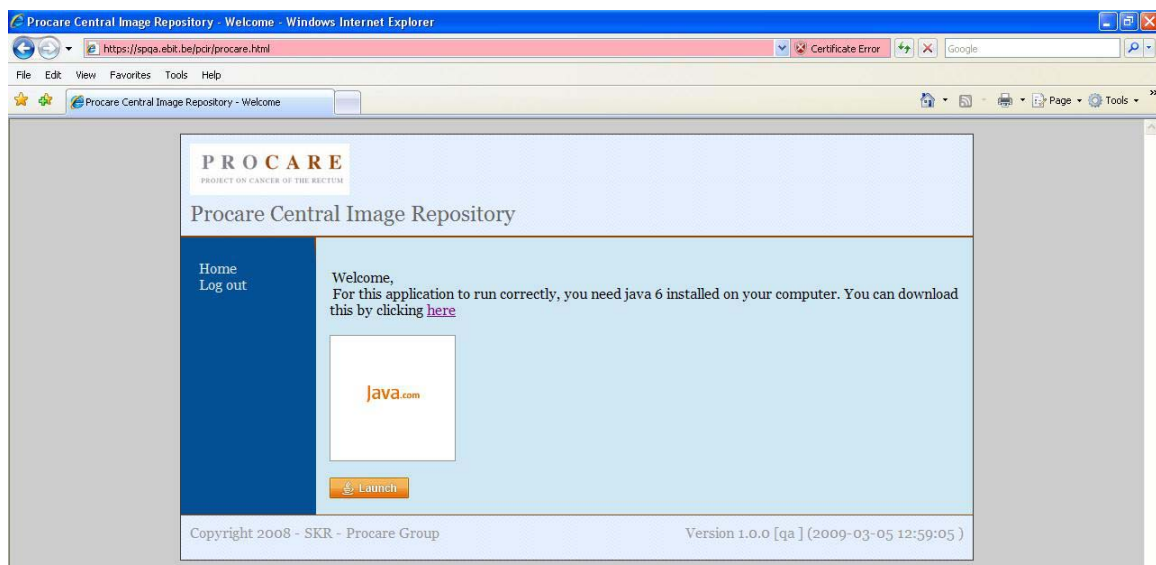 Procare Central Image Repository - Welcome - Windows Internet Explorer
https://spqa.ebit.be/pcir/procare.html
Certificate Error
Google
File Edit View Favorites Tools Help
Procare Central Image Repository - Welcome
Page Tools
PROCARE
PROJECT ON CANCER OF THE RECTUM
Procare Central Image Repository
Home
Log out
Welcome,
For this application to run correctly, you need java 6 installed on your computer. You can download
this by clicking here
Java.com
Launch
Copyright 2008 - SKR - Procare Group
Version 1.0.0 [qa ] (2009-03-05 12:59:05 )